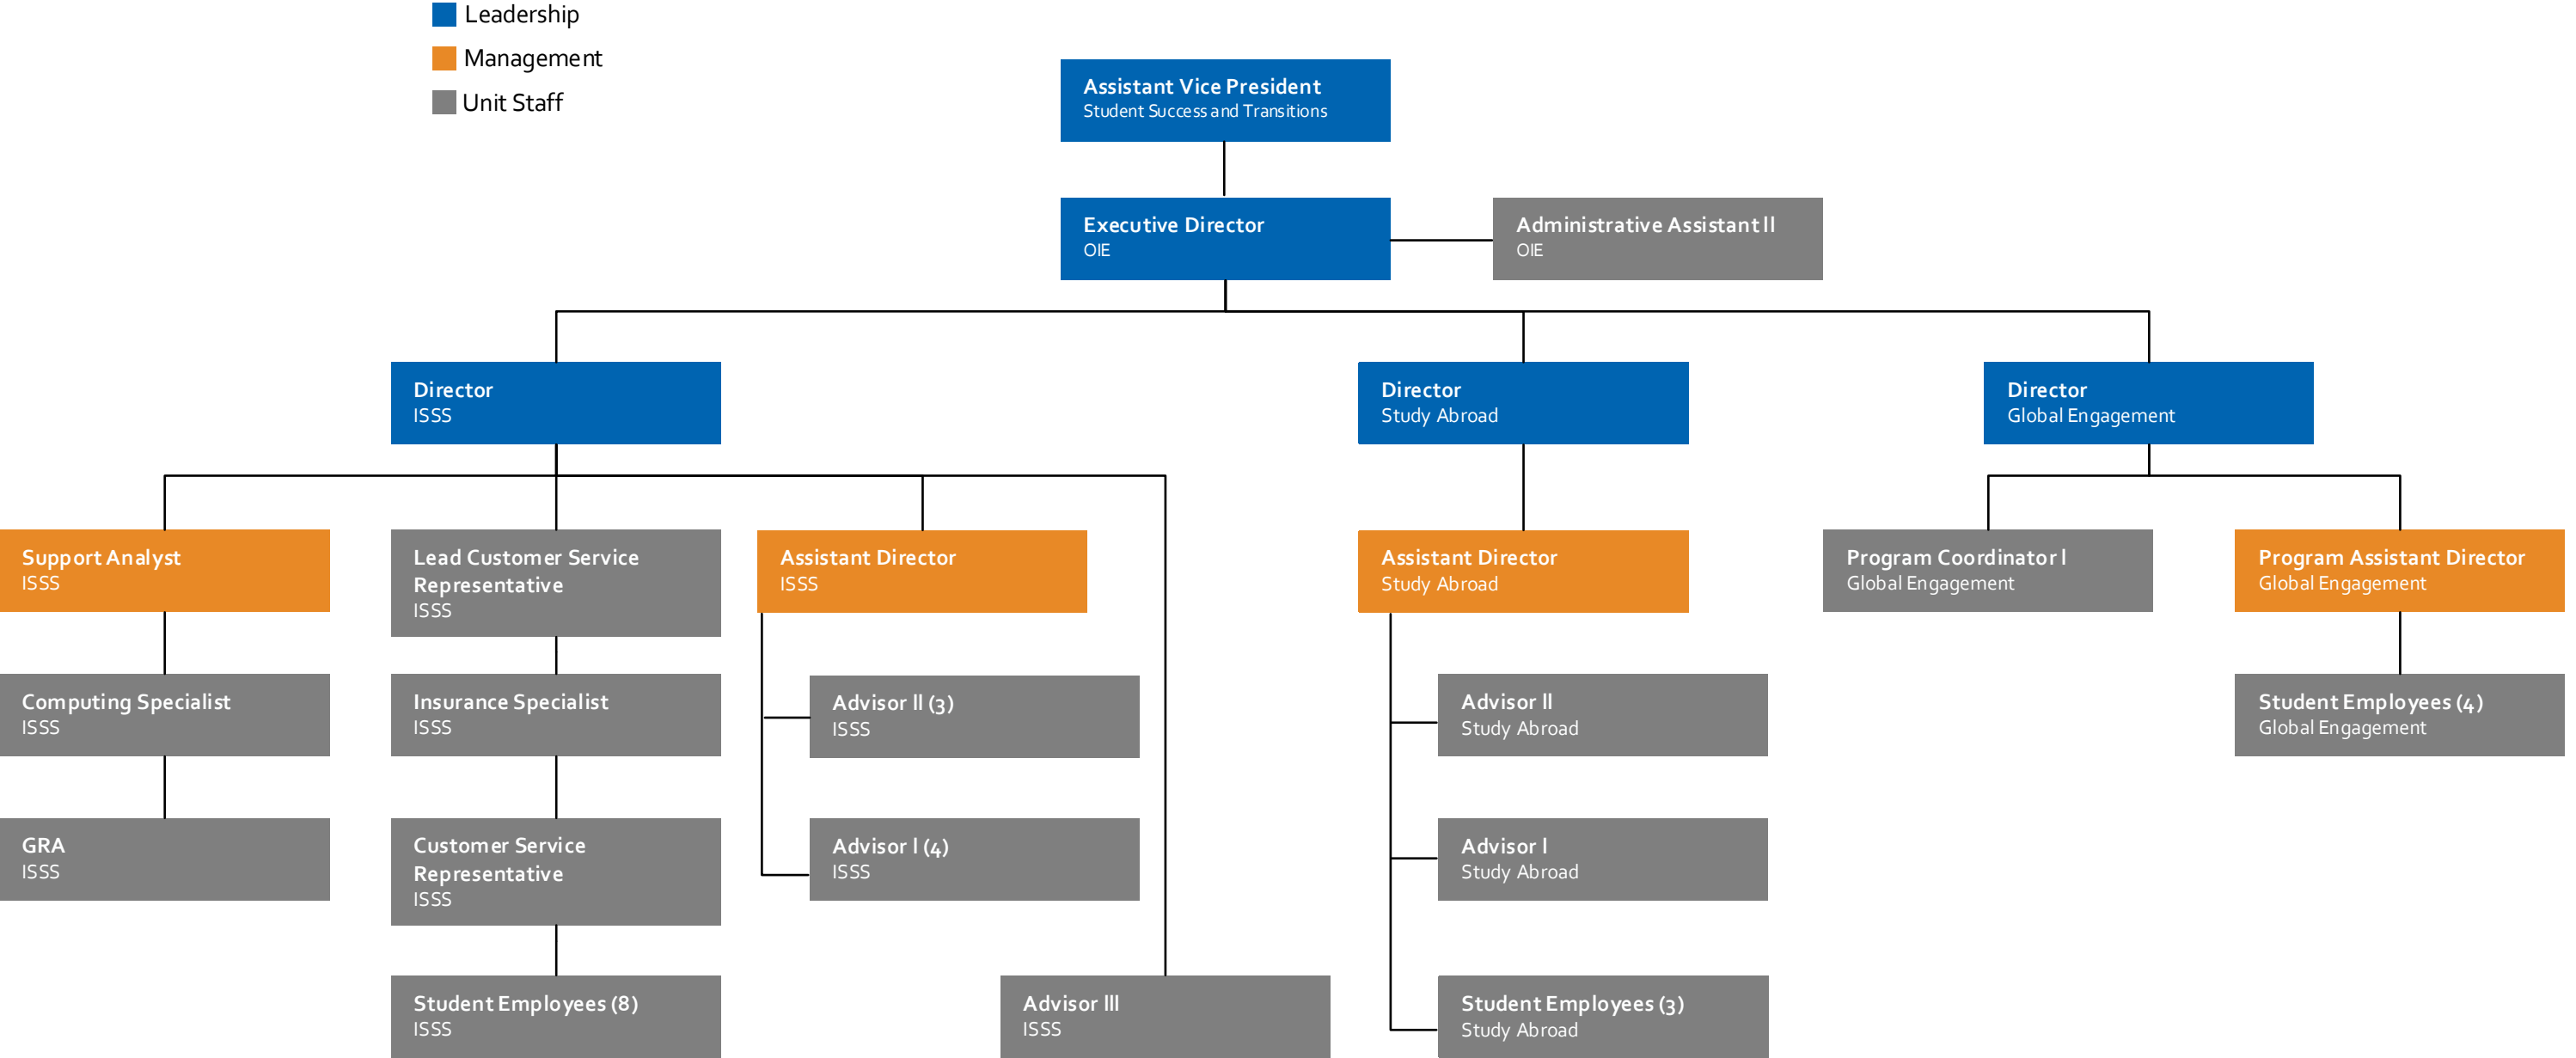 Leadership
Management
Unit Staff
Assistant Vice President
Student Success and Transitions
Executive Director
OIE
Administrative Assistant II
OIE
Director
ISSS
Director
Study Abroad
Director
Global Engagement
Support Analyst
ISSS
Lead Customer Service
Representative
ISSS
Assistant Director
ISSS
Assistant Director
Study Abroad
Program Coordinator I
Global Engagement
Program Assistant Director
Global Engagement
Computing Specialist
ISSS
Insurance Specialist
ISSS
Advisor II (3)
ISSS
Advisor II
Study Abroad
Student Employees (4)
Global Engagement
GRA
ISSS
Customer Service
Representative
ISSS
Advisor I (4)
ISSS
Advisor I
Study Abroad
Student Employees (8)
ISSS
Advisor III
ISSS
Student Employees (3)
Study Abroad